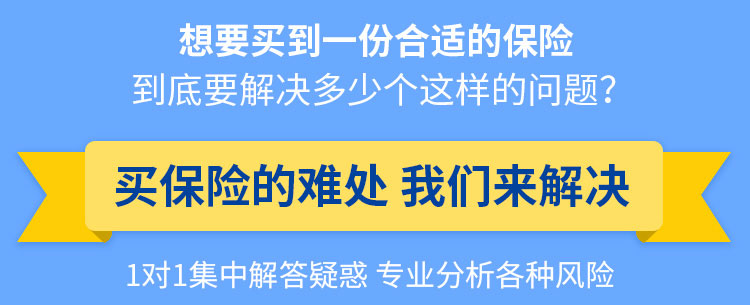 想要买到一份合适的保险
到底要解决多少个这样的问题?
买保险的难处 我们来解决
1对1集中解答疑惑 专业分析各种风险